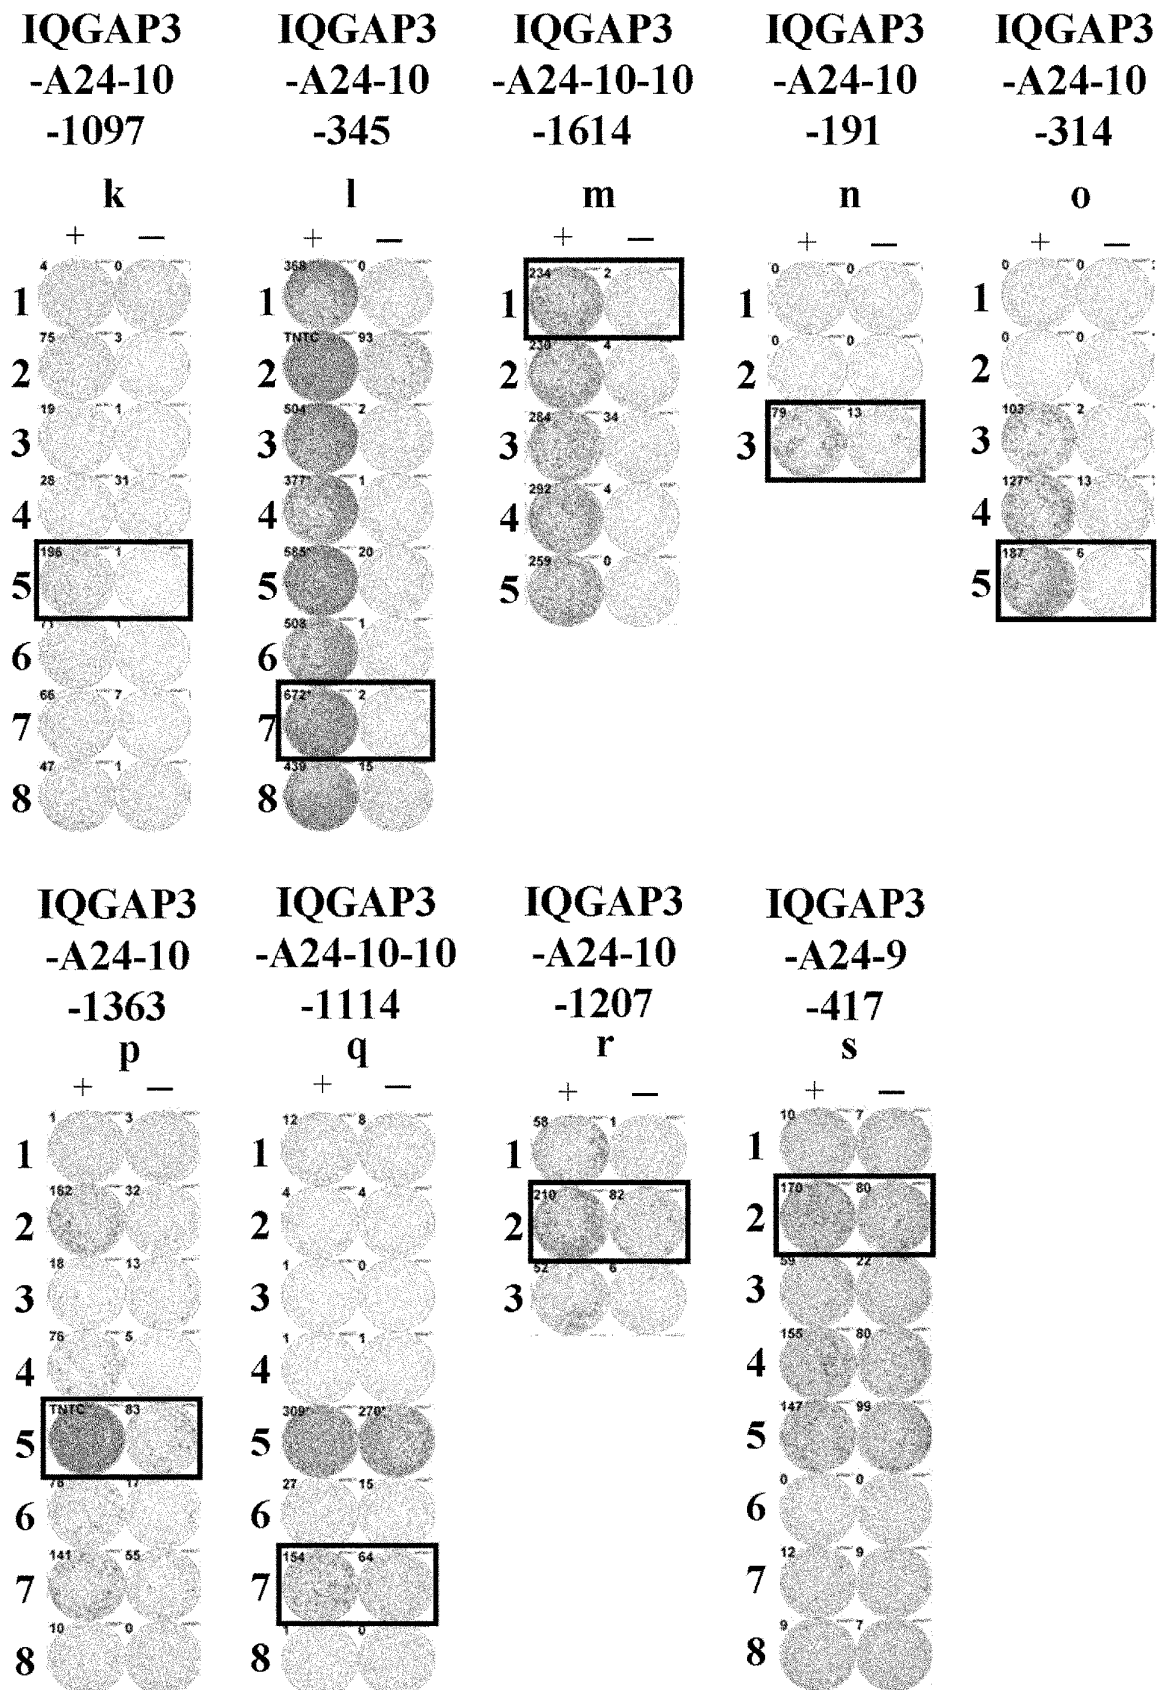 IQGAP3 IQGAP3 IQGAP3 IQGAP3 IQGAP3
-A24-10 -A24-10 -A24-10-10 -A24-10 -A24-10
-1097 -345 -1614 -191 -314
k l m n o
+ − + − + − + − + −
1 4 0 1 368 0 1 234 2 1 0 0 1 0 0
2 75 3 2 TNTC 93 2 238 4 2 0 0 2 0 0
3 19 1 3 504 2 3 284 34 3 79 13 3 103 2
4 28 31 4 377* 1 4 292 4 4 127* 13
5 196 1 5 585* 20 5 259 0 5 187 6
6 71 1 6 508 1
7 66 7 7 672* 2
8 47 1 8 439 15
IQGAP3 IQGAP3 IQGAP3 IQGAP3
-A24-10 -A24-10-10 -A24-10 -A24-9
-1363 -1114 -1207 -417
p q r s
+ − + − + − + −
1 1 3 1 12 8 1 58 1 1 10 7
2 162 32 2 4 4 2 210 82 2 170 80
3 18 13 3 1 0 3 52 6 3 59 22
4 76 5 4 1 1 4 155 80
5 TNTC 83 5 309* 270* 5 147 99
6 78 17 6 27 15 6 0 0
7 141 55 7 154 64 7 12 9
8 10 0 8 1 0 8 9 7